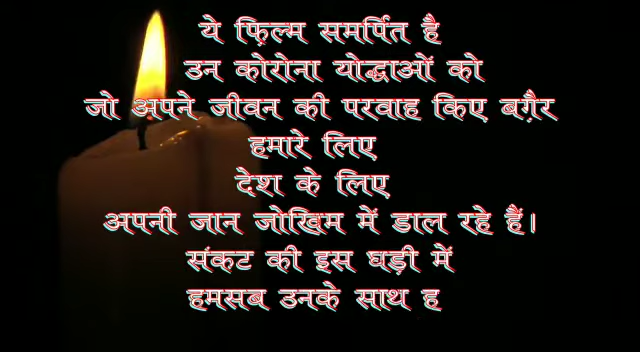 ये फ़िल्म समर्पित है
उन कोरोना योद्धाओं को
जो अपने जीवन की परवाह किए बग़ैर
हमारे लिए
देश के लिए
अपनी जान जोखिम में डाल रहे हैं।
संकट की इस घड़ी में
हमसब उनके साथ ह